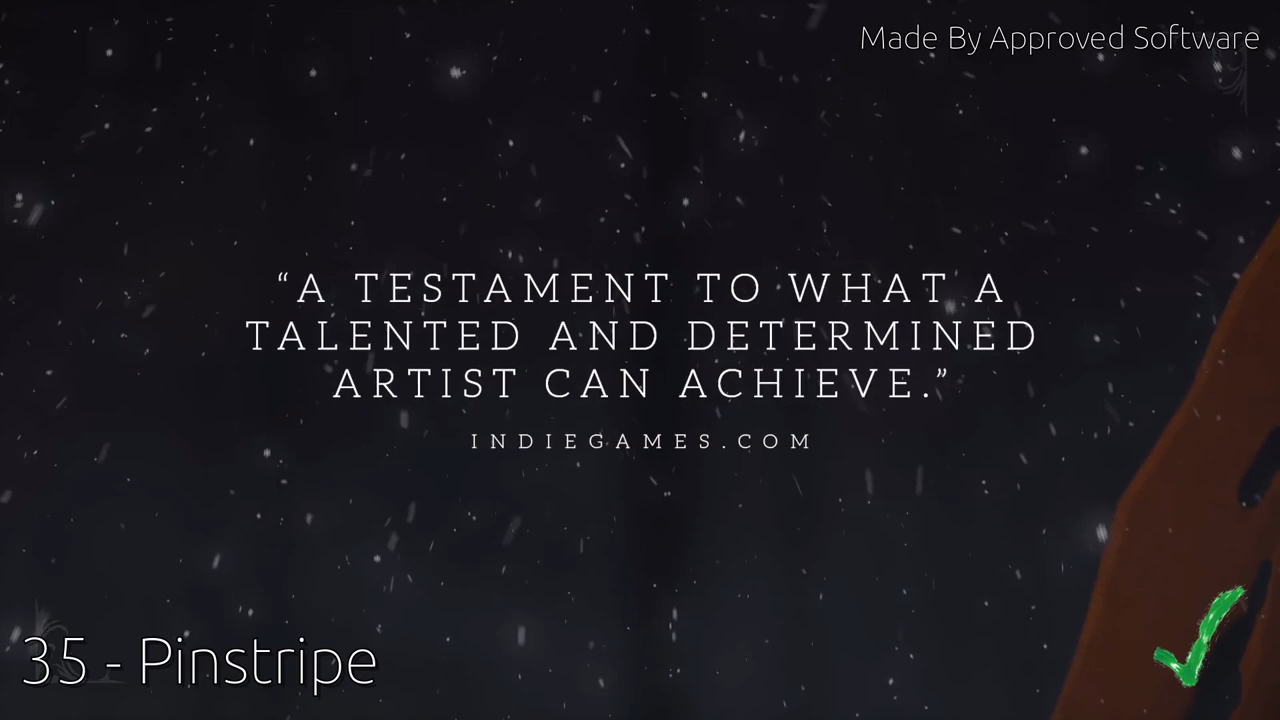 Made By Approved Software
“A TESTAMENT TO WHAT A
TALENTED AND DETERMINED
ARTIST CAN ACHIEVE.”
INDIEGAMES.COM
35 - Pinstripe